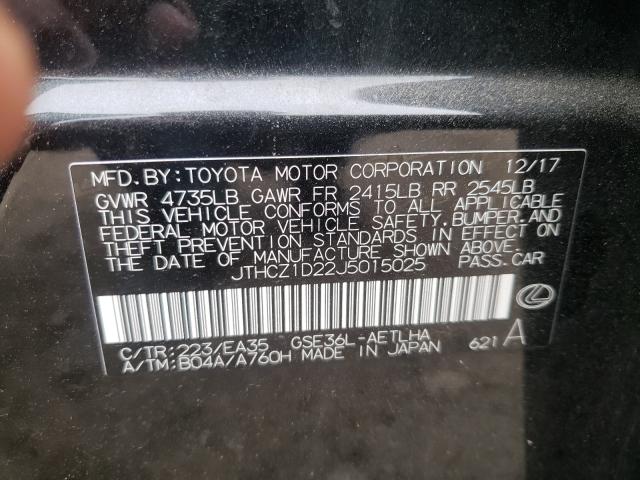 MFD.BY:TOYOTA MOTOR CORPORATION 12/17
GVWR 4735LB GAWR FR 2415LB RR 2545LB
THIS VEHICLE CONFORMS TO ALL APPLICABLE
FEDERAL MOTOR VEHICLE SAFETY,BUMPER,AND
THEFT PREVENTION STANDARDS IN EFFECT ON
THE DATE OF MANUFACTURE SHOWN ABOVE.
JTHCZ1D22J5015025 PASS.CAR
C/TR:223/EA35 GSE36L-AETLHA
A/TM:B04A/A760H MADE IN JAPAN 621 A